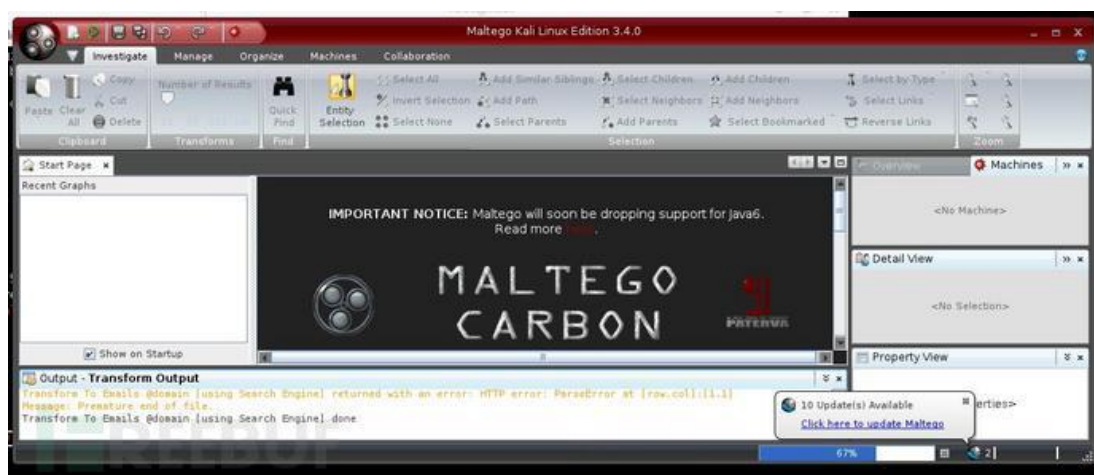 Maltego Kali Linux Edition 3.4.0
Investigate Manage Organize Machines Collaboration
Paste
Clear All
Copy
Cut
Delete
Clipboard
Number of Results
Transforms
Quick Find
Find
Entity Selection
Select All
Invert Selection
Select None
Add Similar Siblings
Add Path
Select Parents
Select Children
Select Neighbors
Add Parents
Add Children
Add Neighbors
Select Bookmarked
Select by Type
Select Links
Reverse Links
Selection
Zoom
Start Page
Recent Graphs
Show on Startup
IMPORTANT NOTICE: Maltego will soon be dropping support for Java6.
Read more here.
MALTEGO
CARBON
PATERVA
Overview
Machines
<No Machine>
Detail View
<No Selection>
Property View
erties>
Output - Transform Output
Transform To Emails @domain [using Search Engine] returned with an error: HTTP error: ParseError at [row,col]:[1,1]
Message: Premature end of file.
Transform To Emails @domain [using Search Engine] done
10 Update(s) Available
Click here to update Maltego
67%
2
FREEBUF